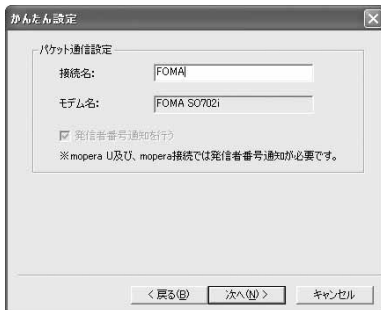 かんたん設定
パケット通信設定
接続名: FOMA
モデム名: FOMA SO702i
発信者番号通知を行う
※mopera U及び、mopera接続では発信者番号通知が必要です。
< 戻る(B) 次へ(N) > キャンセル